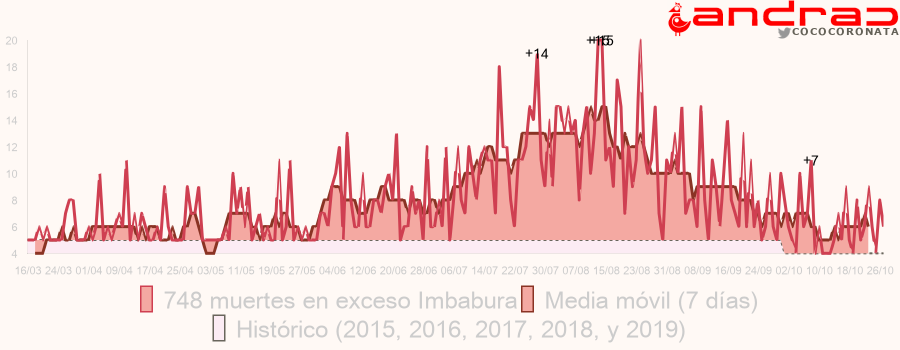 andrab
COCOCORONATA
20
18
16
14
12
10
8
6
4
+14
+15
+7
16/03 24/03 01/04 09/04 17/04 25/04 03/05 11/05 19/05 27/05 04/06 12/06 20/06 28/06 06/07 14/07 22/07 30/07 07/08 15/08 23/08 31/08 08/09 16/09 24/09 02/10 10/10 18/10 26/10
748 muertes en exceso Imbabura Media móvil (7 días)
Histórico (2015, 2016, 2017, 2018, y 2019)